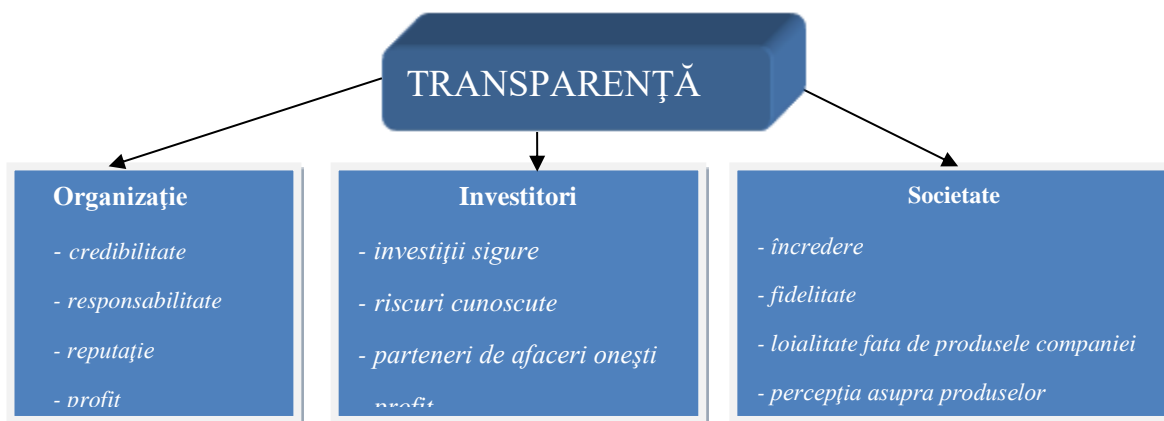 TRANSPARENŢĂ
Organizaţie
- credibilitate
- responsabilitate
- reputaţie
- profit
Investitori
- investiţii sigure
- riscuri cunoscute
- parteneri de afaceri oneşti
- profit
Societate
- încredere
- fidelitate
- loialitate fata de produsele companiei
- percepţia asupra produselor